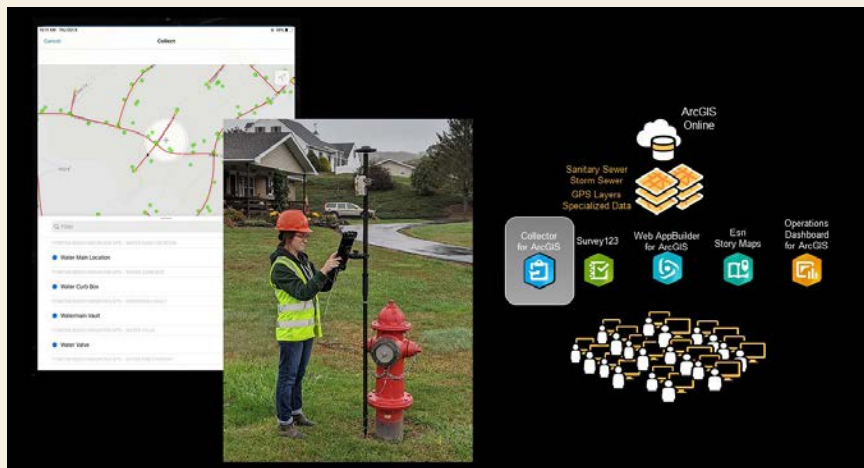 Cancel
Collect
Find
Water Main Location
Water Curb Box
Watermain Vault
Water Valve
ArcGIS
Online
Sanitary Sewer
Storm Sewer
GPS Layers
Specialized Data
Collector
for ArcGIS
Survey123
Web AppBuilder
for ArcGIS
Esri
Story Maps
Operations
Dashboard
for ArcGIS